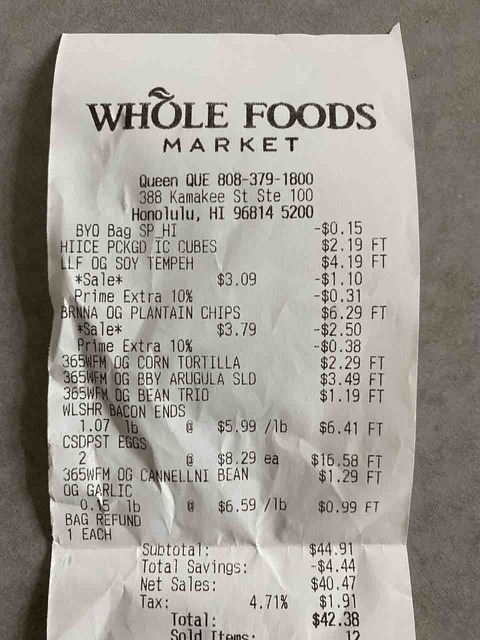 WHOLE FOODS
MARKET
Queen QUE 808-379-1800
388 Kamakee St Ste 100
Honolulu, HI 96814 5200
BYO Bag SP_HI -$0.15
HIICE PCKGD IC CUBES $2.19 FT
LLF OG SOY TEMPEH $4.19 FT
*Sale* $3.09 -$1.10
Prime Extra 10% -$0.31
BRNNA OG PLANTAIN CHIPS $6.29 FT
*Sale* $3.79 -$2.50
Prime Extra 10% -$0.38
365WFM OG CORN TORTILLA $2.29 FT
365WFM OG BBY ARUGULA SLD $3.49 FT
365WFM OG BEAN TRIO $1.19 FT
WLSHR BACON ENDS
1.07 lb @ $5.99 /lb $6.41 FT
CSDPST EGGS
2 @ $8.29 ea $16.58 FT
365WFM OG CANNELLNI BEAN $1.29 FT
OG GARLIC
0.15 lb @ $6.59 /lb $0.99 FT
BAG REFUND
1 EACH
Subtotal: $44.91
Total Savings: -$4.44
Net Sales: $40.47
Tax: 4.71% $1.91
Total: $42.38
Sold Items: 12